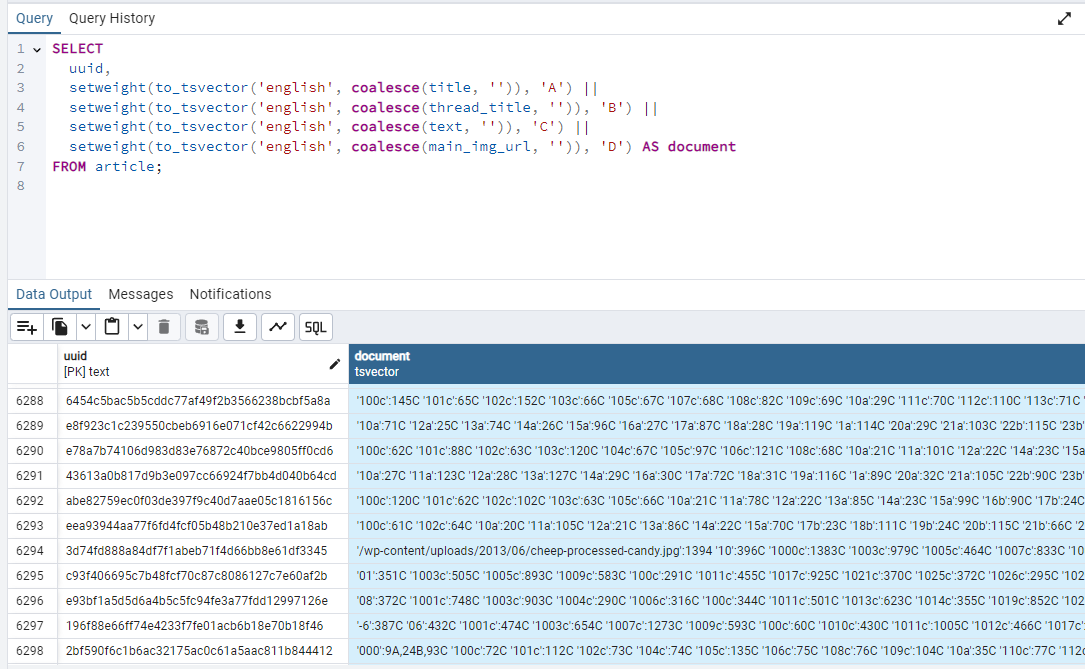 Query Query History
1 SELECT
2 uuid,
3 setweight(to_tsvector('english', coalesce(title, '')), 'A') ||
4 setweight(to_tsvector('english', coalesce(thread_title, '')), 'B') ||
5 setweight(to_tsvector('english', coalesce(text, '')), 'C') ||
6 setweight(to_tsvector('english', coalesce(main_img_url, '')), 'D') AS document
7 FROM article;
8
Data Output Messages Notifications
SQL
uuid document
[PK] text tsvector
6288 6454c5bac5b5cddc77af49f2b3566238bcbf5a8a '100c':145C '101c':65C '102c':152C '103c':66C '105c':67C '107c':68C '108c':82C '109c':69C '10a':29C '111c':70C '112c':110C '113c':71C
6289 e8f923c1c239550cbeb6916e071cf42c6622994b '10a':71C '12a':25C '13a':74C '14a':26C '15a':96C '16a':27C '17a':87C '18a':28C '19a':119C '1a':114C '20a':29C '21a':103C '22b':115C '23b'
6290 e78a7b74106d983d83e76872c40bce9805ff0cd6 '100c':62C '101c':88C '102c':63C '103c':120C '104c':67C '105c':97C '106c':121C '108c':68C '10a':21C '11a':101C '12a':22C '14a':23C '15a
6291 43613a0b817d9b3e097cc66924f7bb4d040b64cd '10a':27C '11a':123C '12a':28C '13a':127C '14a':29C '16a':30C '17a':72C '18a':31C '19a':116C '1a':89C '20a':32C '21a':105C '22b':90C '23b'
6292 abe82759ec0f03de397f9c40d7aae05c1816156c '100c':120C '101c':62C '102c':102C '103c':63C '105c':66C '10a':21C '11a':78C '12a':22C '13a':85C '14a':23C '15a':99C '16b':90C '17b':24C
6293 eea93944aa77f6fd4fcf05b48b210e37ed1a18ab '100c':61C '102c':64C '10a':20C '11a':105C '12a':21C '13a':86C '14a':22C '15a':70C '17b':23C '18b':111C '19b':24C '20b':115C '21b':66C '2
6294 3d74fd888a84df7f1abeb71f4d66bb8e61df3345 '/wp-content/uploads/2013/06/cheep-processed-candy.jpg':1394 '10':396C '1000c':1383C '1003c':979C '1005c':464C '1007c':833C '10
6295 c93f406695c7b48fcf70c87c8086127c7e60af2b '01':351C '1003c':505C '1005c':893C '1009c':583C '100c':291C '1011c':455C '1017c':925C '1021c':370C '1025c':372C '1026c':295C '102
6296 e93bf1a5d5d6a4b5c5fc94fe3a77fdd12997126e '08':372C '1001c':748C '1003c':903C '1004c':290C '1006c':316C '100c':344C '1011c':501C '1013c':623C '1014c':355C '1019c':852C '102
6297 196f88e66ff74e4233f7fe01acb6b18e70b18f46 '-6':387C '06':432C '1001c':474C '1003c':654C '1007c':1273C '1009c':593C '100c':60C '1010c':430C '1011c':1005C '1012c':466C '1017c':
6298 2bf590f6c1b6ac32175ac0c61a5aac811b844412 '000':9A,24B,93C '100c':72C '101c':112C '102c':73C '104c':74C '105c':135C '106c':75C '108c':76C '109c':104C '10a':35C '110c':77C '112c